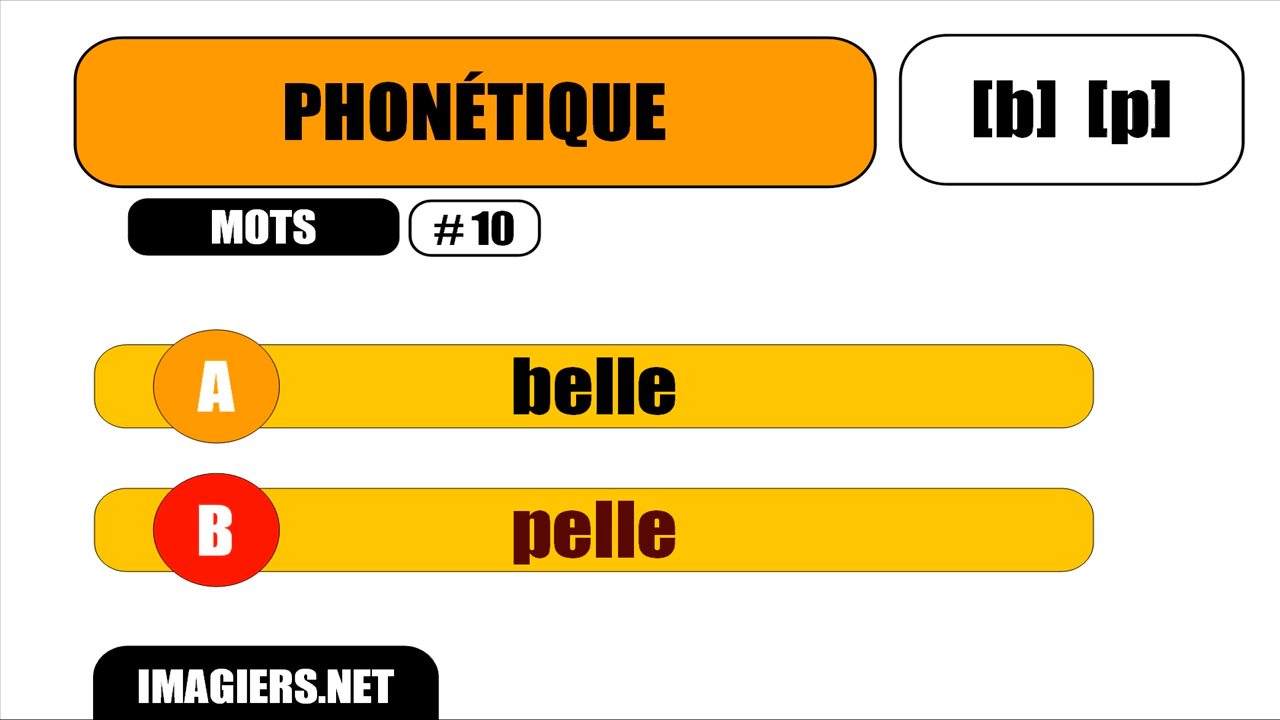 PHONÉTIQUE
[b] [p]
MOTS
# 10
A belle
B pelle
IMAGIERS.NET